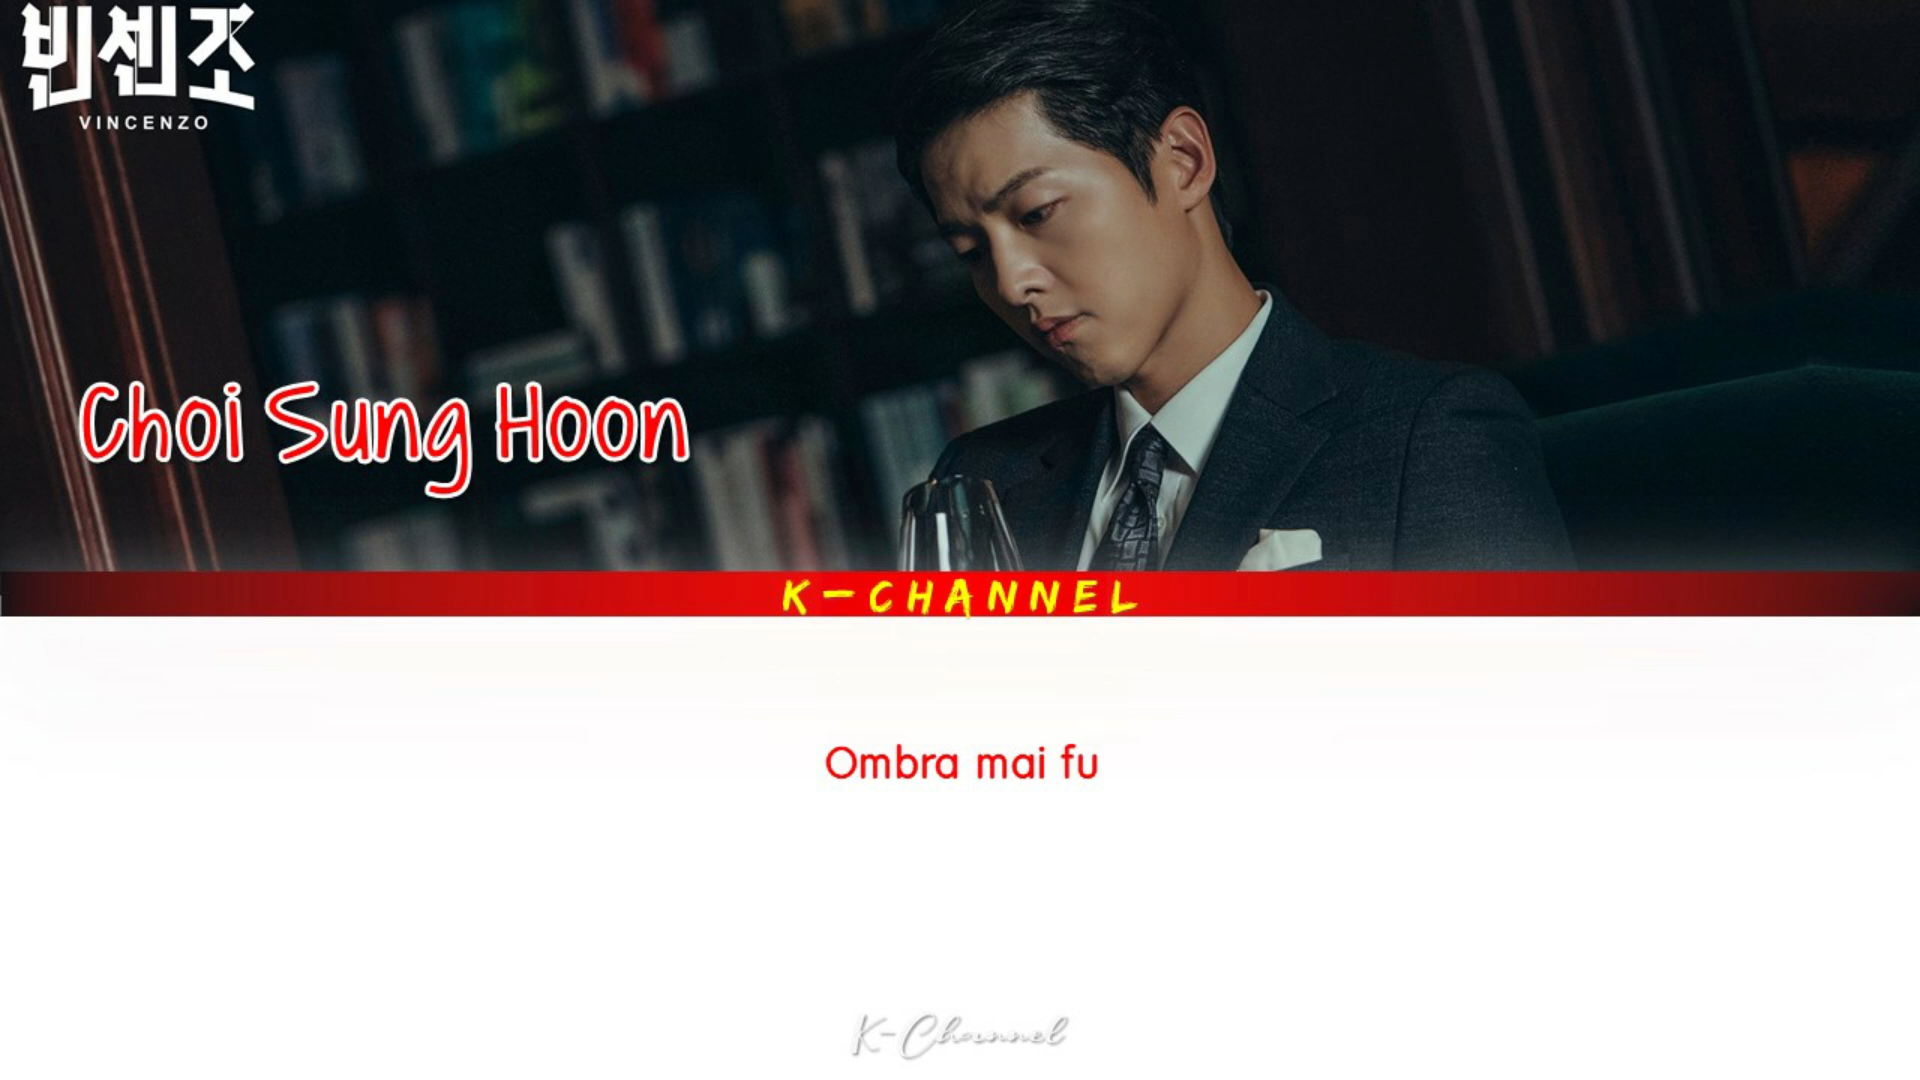 빈센조
VINCENZO
Choi Sung Hoon
K-CHANNEL
Ombra mai fu
K-Channel